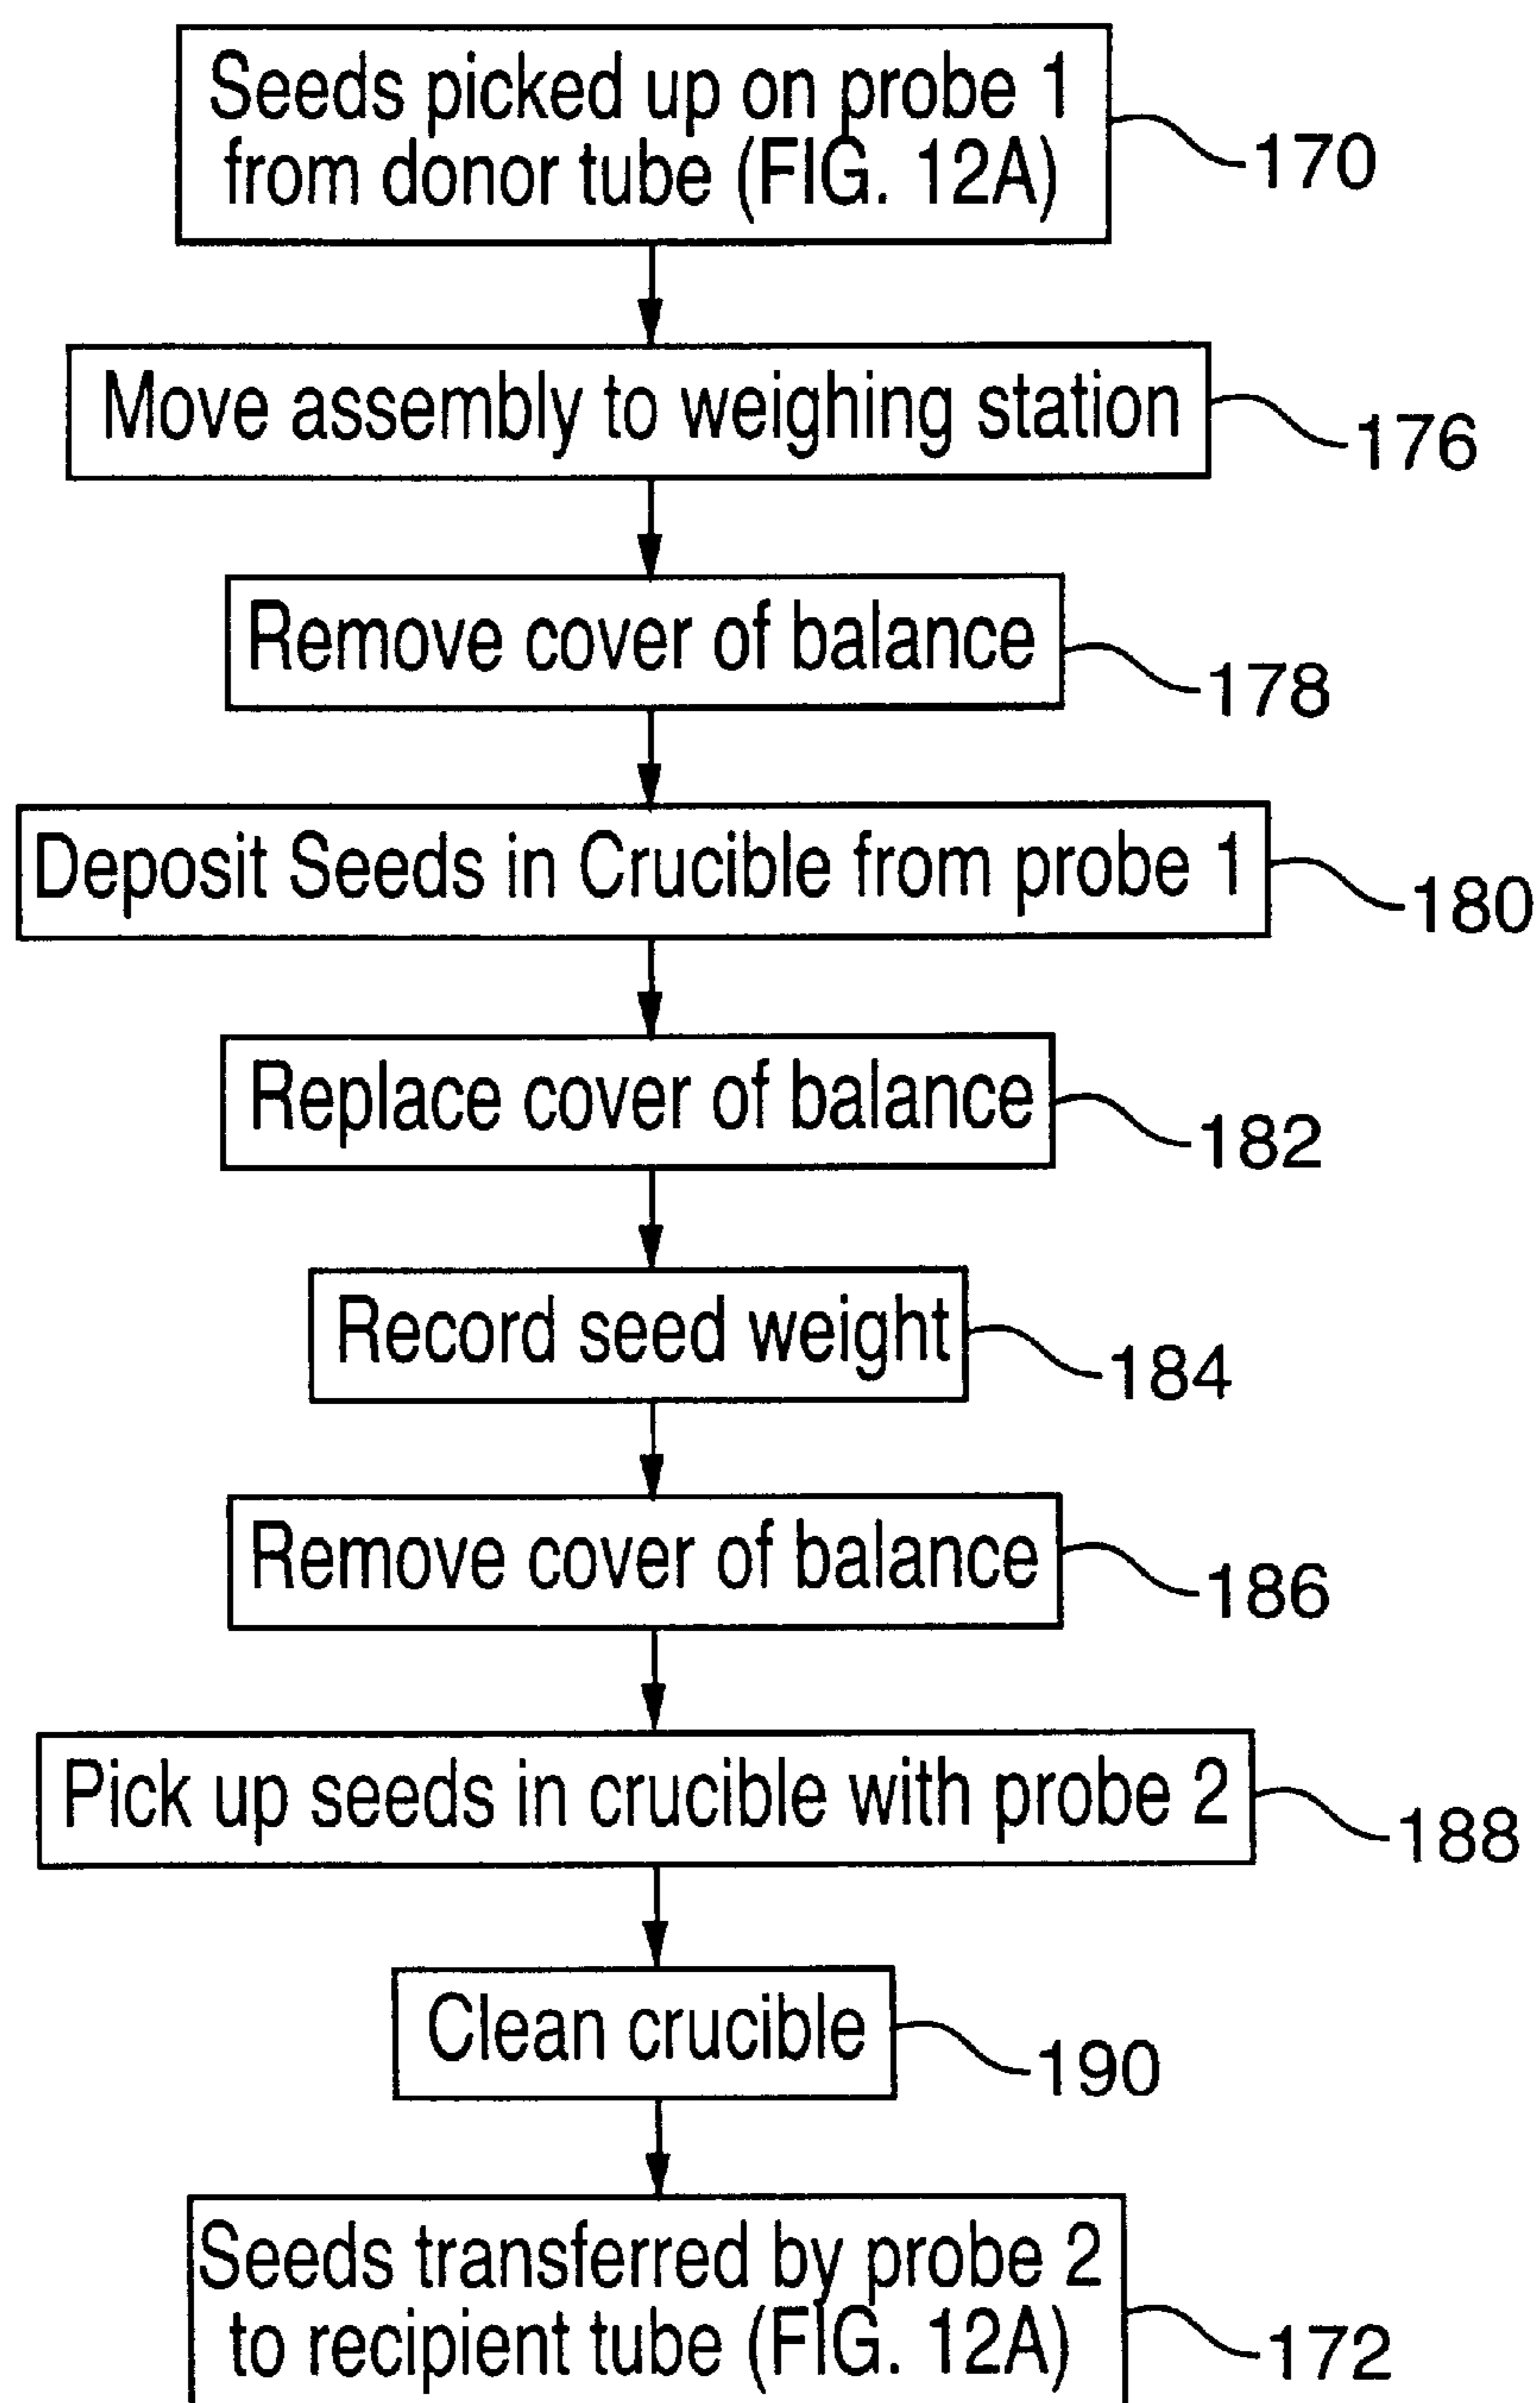 Seeds picked up on probe 1
from donor tube (FIG. 12A)
170
Move assembly to weighing station
176
Remove cover of balance
178
Deposit Seeds in Crucible from probe 1
180
Replace cover of balance
182
Record seed weight
184
Remove cover of balance
186
Pick up seeds in crucible with probe 2
188
Clean crucible
190
Seeds transferred by probe 2
to recipient tube (FIG. 12A)
172